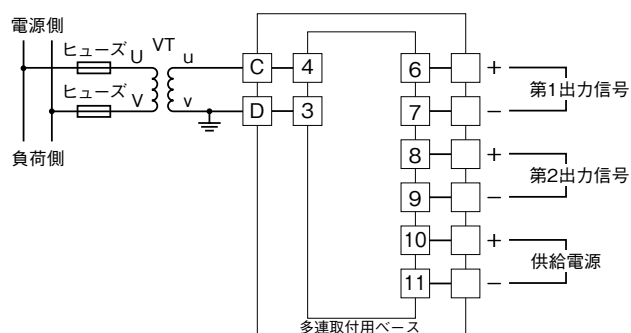 電源側
ヒューズ U VT u C 4
ヒューズ V v D 3
負荷側
6 +
第1出力信号
7 −
8 +
第2出力信号
9 −
10 +
供給電源
11 −
多連取付用ベース